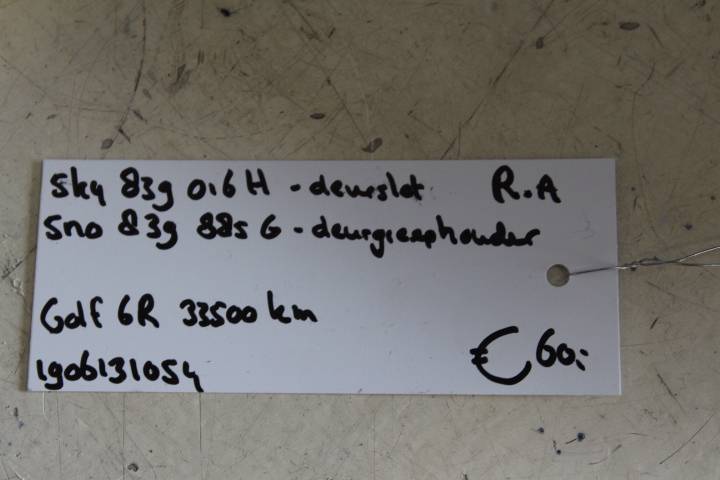 5K4 839 016 H - deurslot R.A
5N0 839 885 G - deurgreephouder
Golf 6R 33500 km
1906131054
€ 60,-